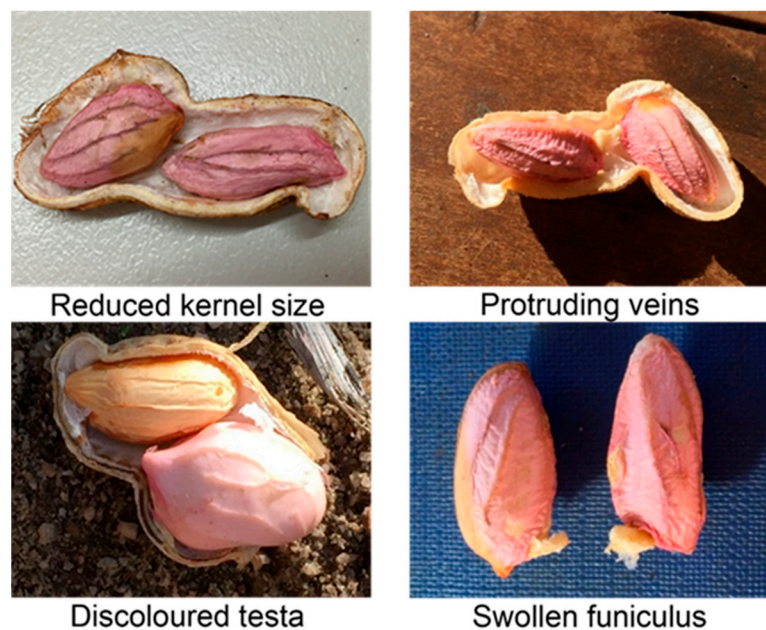 Reduced kernel size
Protruding veins
Discoloured testa
Swollen funiculus